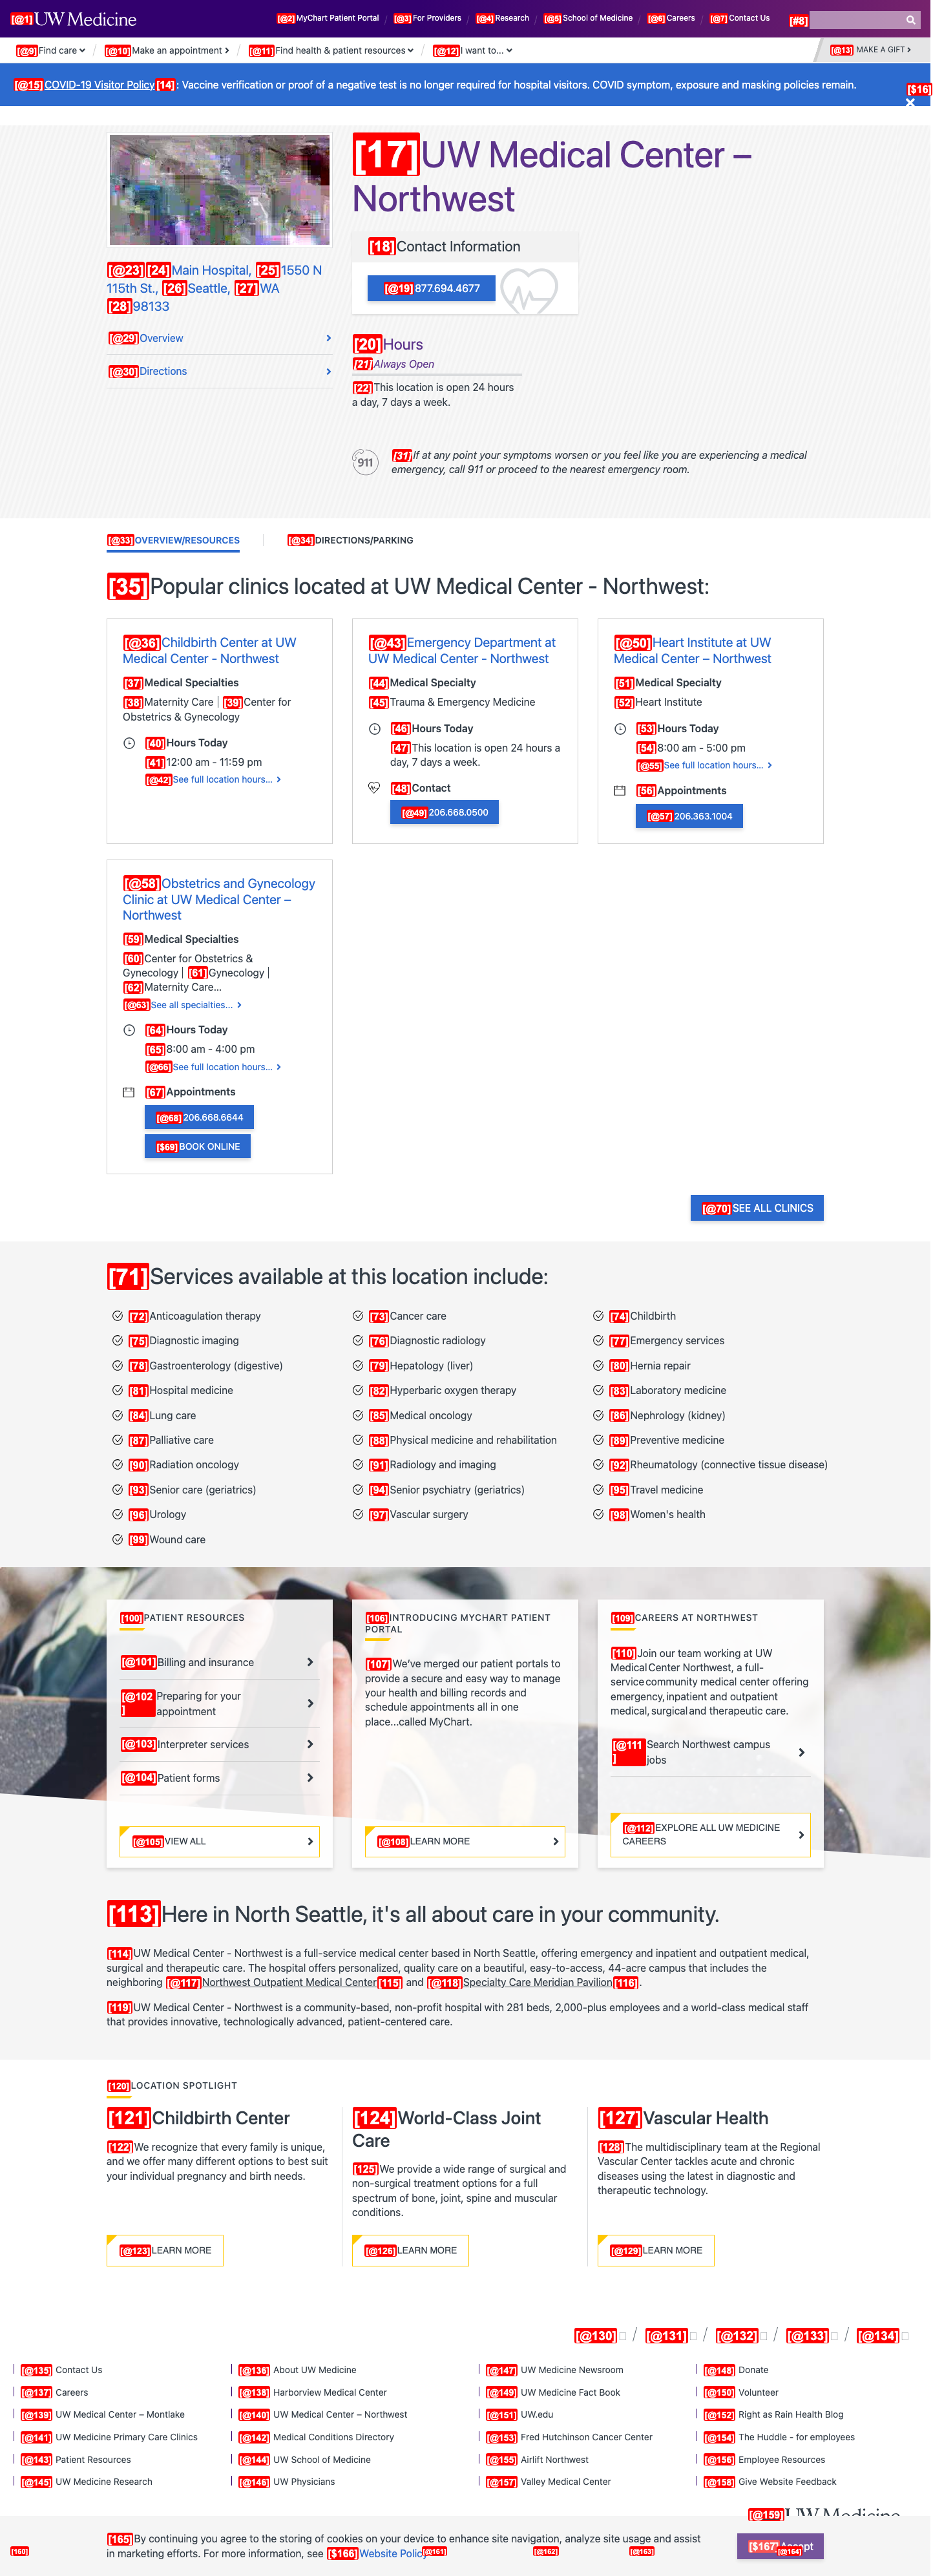 [@1] UW Medicine [@2] MyChart Patient Portal / [@3] For Providers / [@4] Research / [@5] School of Medicine / [@6] Careers / [@7] Contact Us [#8]
[@9] Find care / [@10] Make an appointment / [@11] Find health & patient resources / [@12] I want to... [@13] MAKE A GIFT
[@15] COVID-19 Visitor Policy [14] : Vaccine verification or proof of a negative test is no longer required for hospital visitors. COVID symptom, exposure and masking policies remain. [$16]
[17] UW Medical Center –
Northwest
[18] Contact Information
[@19] 877.694.4677
[@23] [24] Main Hospital, [25] 1550 N
115th St., [26] Seattle, [27] WA
[28] 98133
[@29] Overview
[@30] Directions
[20] Hours
[21] Always Open
[22] This location is open 24 hours
a day, 7 days a week.
911
[31] If at any point your symptoms worsen or you feel like you are experiencing a medical
emergency, call 911 or proceed to the nearest emergency room.
[@33] OVERVIEW/RESOURCES [@34] DIRECTIONS/PARKING
[35] Popular clinics located at UW Medical Center - Northwest:
[@36] Childbirth Center at UW
Medical Center - Northwest
[37] Medical Specialties
[38] Maternity Care | [39] Center for
Obstetrics & Gynecology
[40] Hours Today
[41] 12:00 am - 11:59 pm
[@42] See full location hours...
[@43] Emergency Department at
UW Medical Center - Northwest
[44] Medical Specialty
[45] Trauma & Emergency Medicine
[46] Hours Today
[47] This location is open 24 hours a
day, 7 days a week.
[48] Contact
[@49] 206.668.0500
[@50] Heart Institute at UW
Medical Center – Northwest
[51] Medical Specialty
[52] Heart Institute
[53] Hours Today
[54] 8:00 am - 5:00 pm
[@55] See full location hours...
[56] Appointments
[@57] 206.363.1004
[@58] Obstetrics and Gynecology
Clinic at UW Medical Center –
Northwest
[59] Medical Specialties
[60] Center for Obstetrics &
Gynecology | [61] Gynecology |
[62] Maternity Care...
[@63] See all specialties...
[64] Hours Today
[65] 8:00 am - 4:00 pm
[@66] See full location hours...
[67] Appointments
[@68] 206.668.6644
[$69] BOOK ONLINE
[@70] SEE ALL CLINICS
[71] Services available at this location include:
[72] Anticoagulation therapy [73] Cancer care [74] Childbirth
[75] Diagnostic imaging [76] Diagnostic radiology [77] Emergency services
[78] Gastroenterology (digestive) [79] Hepatology (liver) [80] Hernia repair
[81] Hospital medicine [82] Hyperbaric oxygen therapy [83] Laboratory medicine
[84] Lung care [85] Medical oncology [86] Nephrology (kidney)
[87] Palliative care [88] Physical medicine and rehabilitation [89] Preventive medicine
[90] Radiation oncology [91] Radiology and imaging [92] Rheumatology (connective tissue disease)
[93] Senior care (geriatrics) [94] Senior psychiatry (geriatrics) [95] Travel medicine
[96] Urology [97] Vascular surgery [98] Women's health
[99] Wound care
[100] PATIENT RESOURCES
[@101] Billing and insurance
[@102] Preparing for your
appointment
[@103] Interpreter services
[@104] Patient forms
[@105] VIEW ALL
[106] INTRODUCING MYCHART PATIENT
PORTAL
[107] We've merged our patient portals to
provide a secure and easy way to manage
your health and billing records and
schedule appointments all in one
place...called MyChart.
[@108] LEARN MORE
[109] CAREERS AT NORTHWEST
[110] Join our team working at UW
Medical Center Northwest, a full-
service community medical center offering
emergency, inpatient and outpatient
medical, surgical and therapeutic care.
[@111] Search Northwest campus
jobs
[@112] EXPLORE ALL UW MEDICINE
CAREERS
[113] Here in North Seattle, it's all about care in your community.
[114] UW Medical Center - Northwest is a full-service medical center based in North Seattle, offering emergency and inpatient and outpatient medical,
surgical and therapeutic care. The hospital offers personalized, quality care on a beautiful, easy-to-access, 44-acre campus that includes the
neighboring [@117] Northwest Outpatient Medical Center [115] and [@118] Specialty Care Meridian Pavilion [116] .
[119] UW Medical Center - Northwest is a community-based, non-profit hospital with 281 beds, 2,000-plus employees and a world-class medical staff
that provides innovative, technologically advanced, patient-centered care.
[120] LOCATION SPOTLIGHT
[121] Childbirth Center
[122] We recognize that every family is unique,
and we offer many different options to best suit
your individual pregnancy and birth needs.
[@123] LEARN MORE
[124] World-Class Joint
Care
[125] We provide a wide range of surgical and
non-surgical treatment options for a full
spectrum of bone, joint, spine and muscular
conditions.
[@126] LEARN MORE
[127] Vascular Health
[128] The multidisciplinary team at the Regional
Vascular Center tackles acute and chronic
diseases using the latest in diagnostic and
therapeutic technology.
[@129] LEARN MORE
[@130] / [@131] / [@132] / [@133] / [@134]
[@135] Contact Us [@136] About UW Medicine [@147] UW Medicine Newsroom [@148] Donate
[@137] Careers [@138] Harborview Medical Center [@149] UW Medicine Fact Book [@150] Volunteer
[@139] UW Medical Center – Montlake [@140] UW Medical Center – Northwest [@151] UW.edu [@152] Right as Rain Health Blog
[@141] UW Medicine Primary Care Clinics [@142] Medical Conditions Directory [@153] Fred Hutchinson Cancer Center [@154] The Huddle - for employees
[@143] Patient Resources [@144] UW School of Medicine [@155] Airlift Northwest [@156] Employee Resources
[@145] UW Medicine Research [@146] UW Physicians [@157] Valley Medical Center [@158] Give Website Feedback
[@159] UW Medicine
[165] By continuing you agree to the storing of cookies on your device to enhance site navigation, analyze site usage and assist
in marketing efforts. For more information, see [$166] Website Policy
[$167] Accept
[160] [@161] [@162] [@163] [@164]